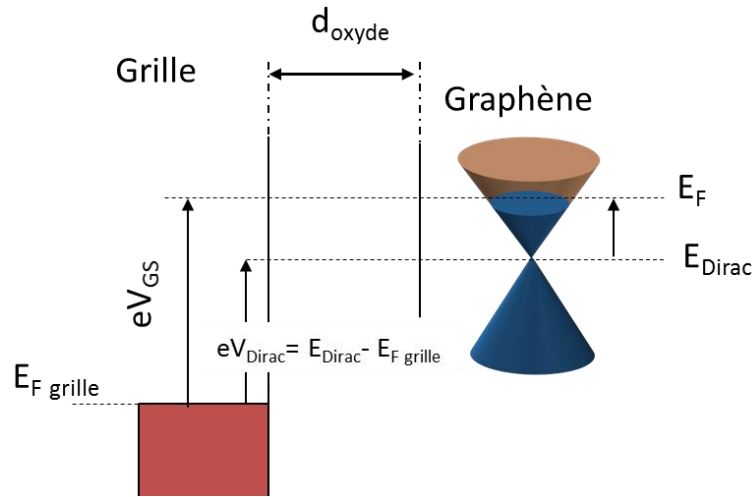 d_oxyde
Grille
Graphène
E_F
eV_GS
E_Dirac
eV_Dirac= E_Dirac- E_F grille
E_F grille